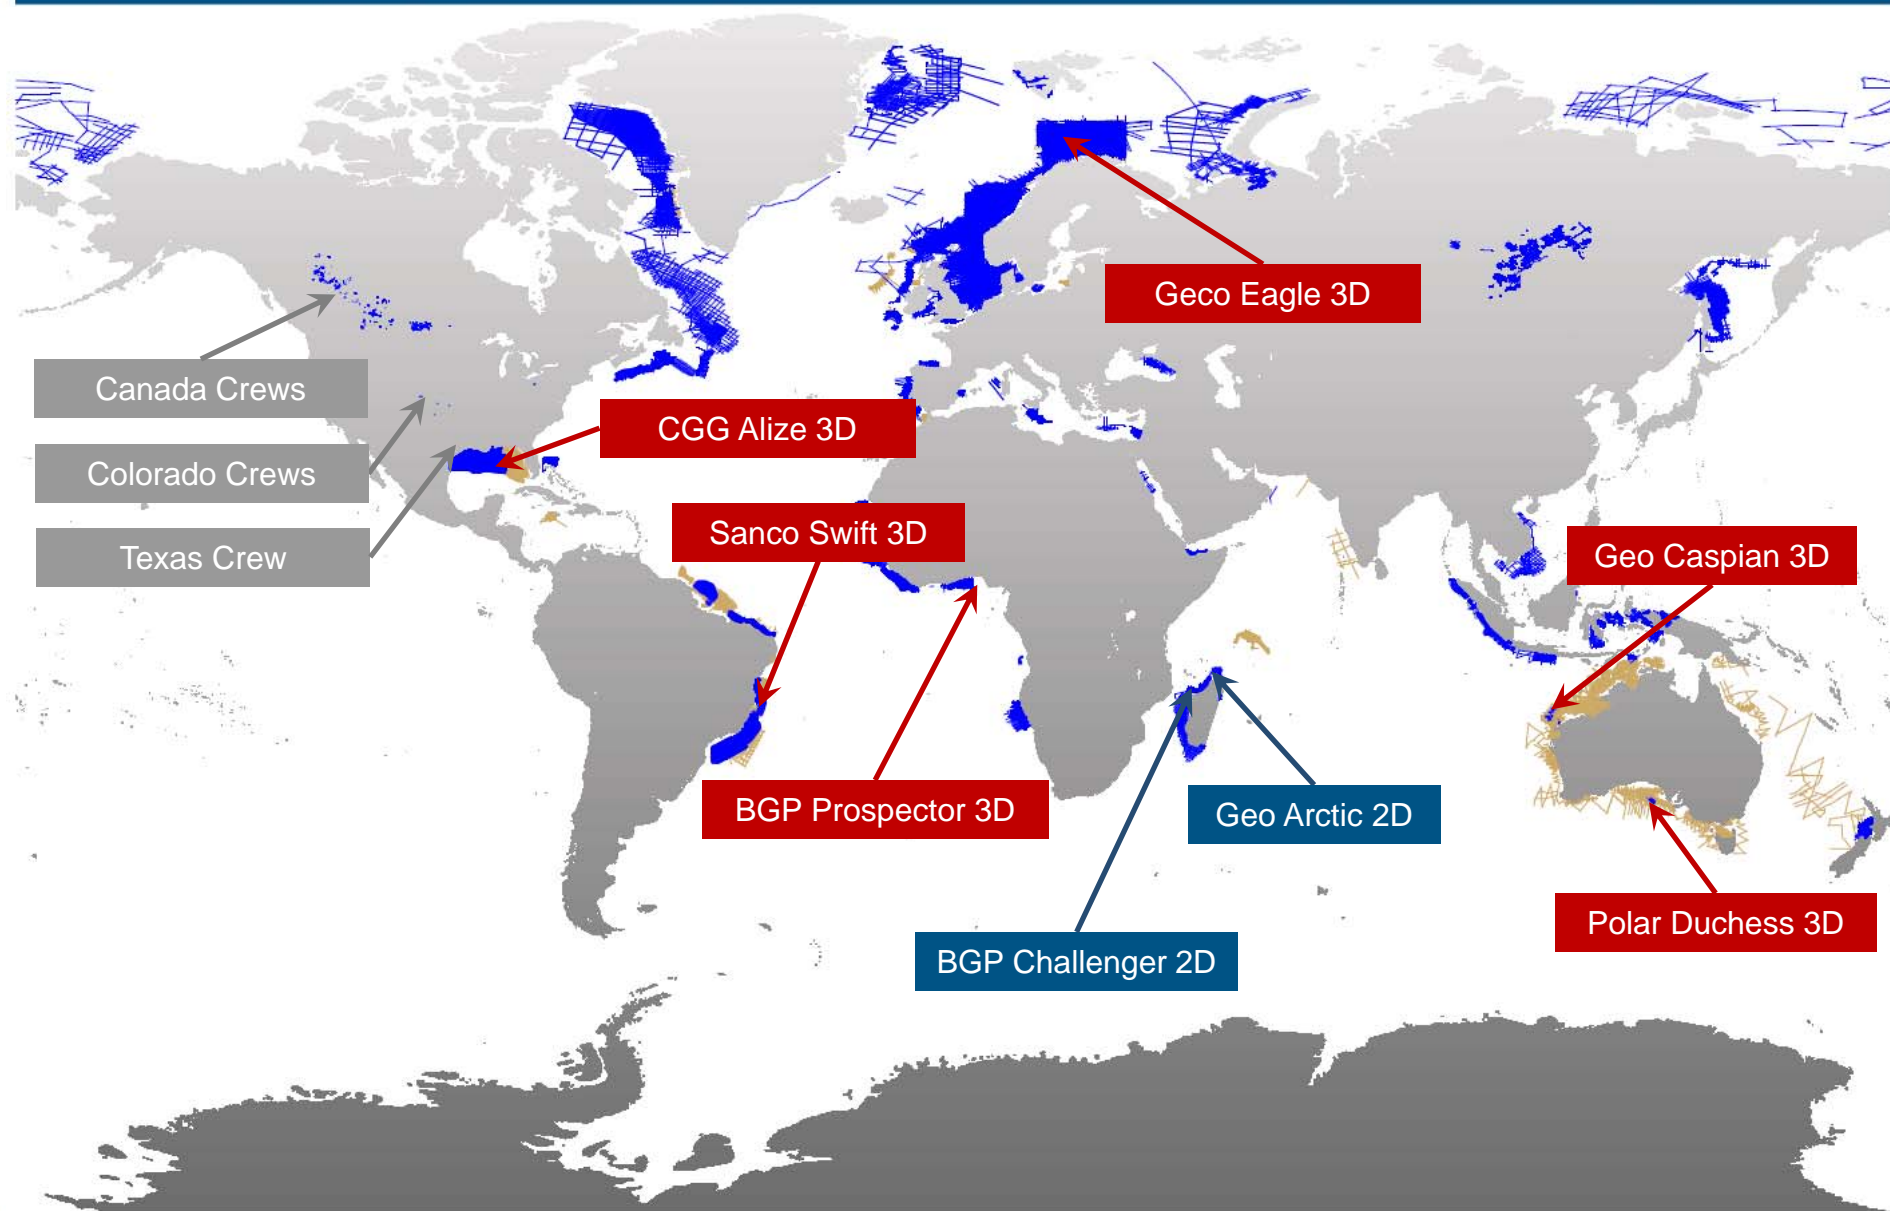 Geco Eagle 3D
Canada Crews
CGG Alize 3D
Colorado Crews
Sanco Swift 3D
Texas Crew
Geo Caspian 3D
BGP Prospector 3D
Geo Arctic 2D
Polar Duchess 3D
BGP Challenger 2D